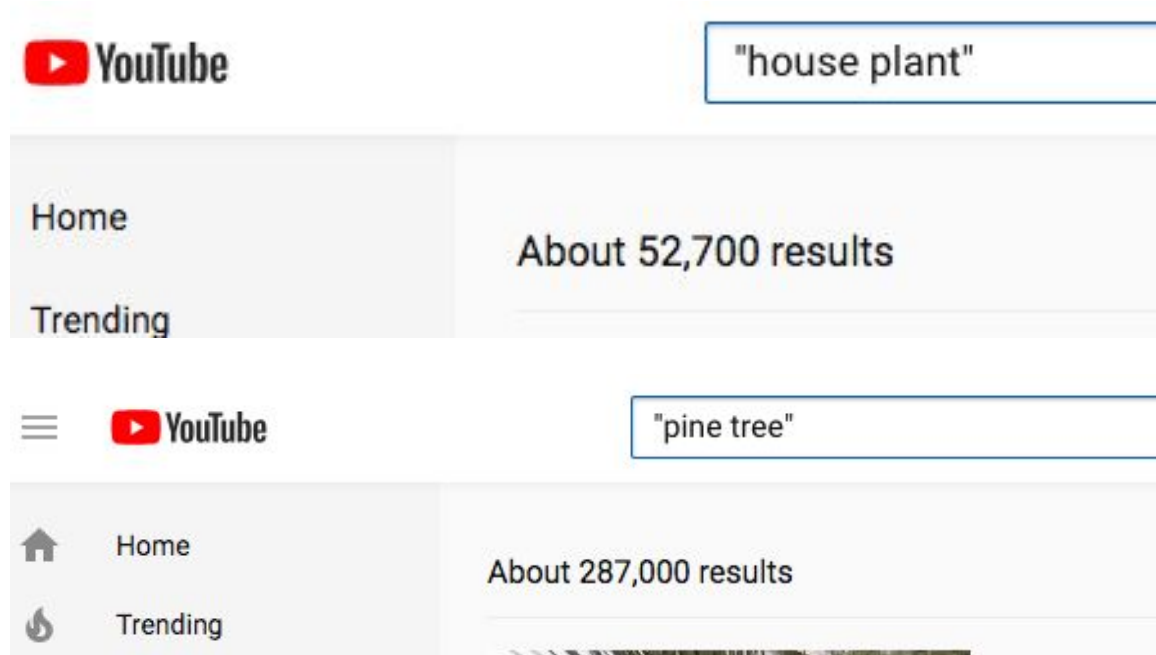 YouTube
"house plant"
Home
About 52,700 results
Trending
YouTube
"pine tree"
Home
About 287,000 results
Trending